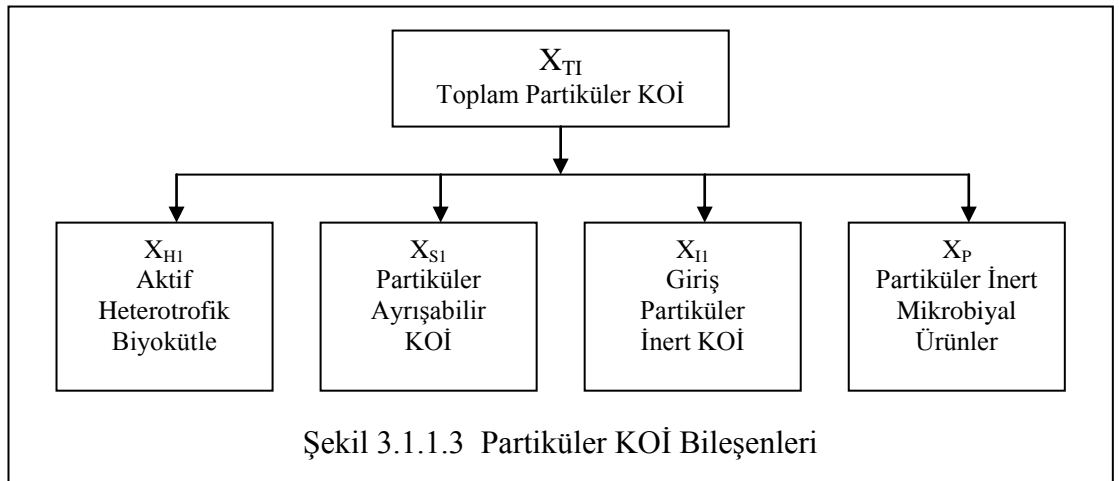 X_TI
Toplam Partiküler KOİ
X_H1
Aktif
Heterotrofik
Biyokütle
X_S1
Partiküler
Ayrışabilir
KOİ
X_I1
Giriş
Partiküler
İnert KOİ
X_P
Partiküler İnert
Mikrobiyal
Ürünler
Şekil 3.1.1.3 Partiküler KOİ Bileşenleri